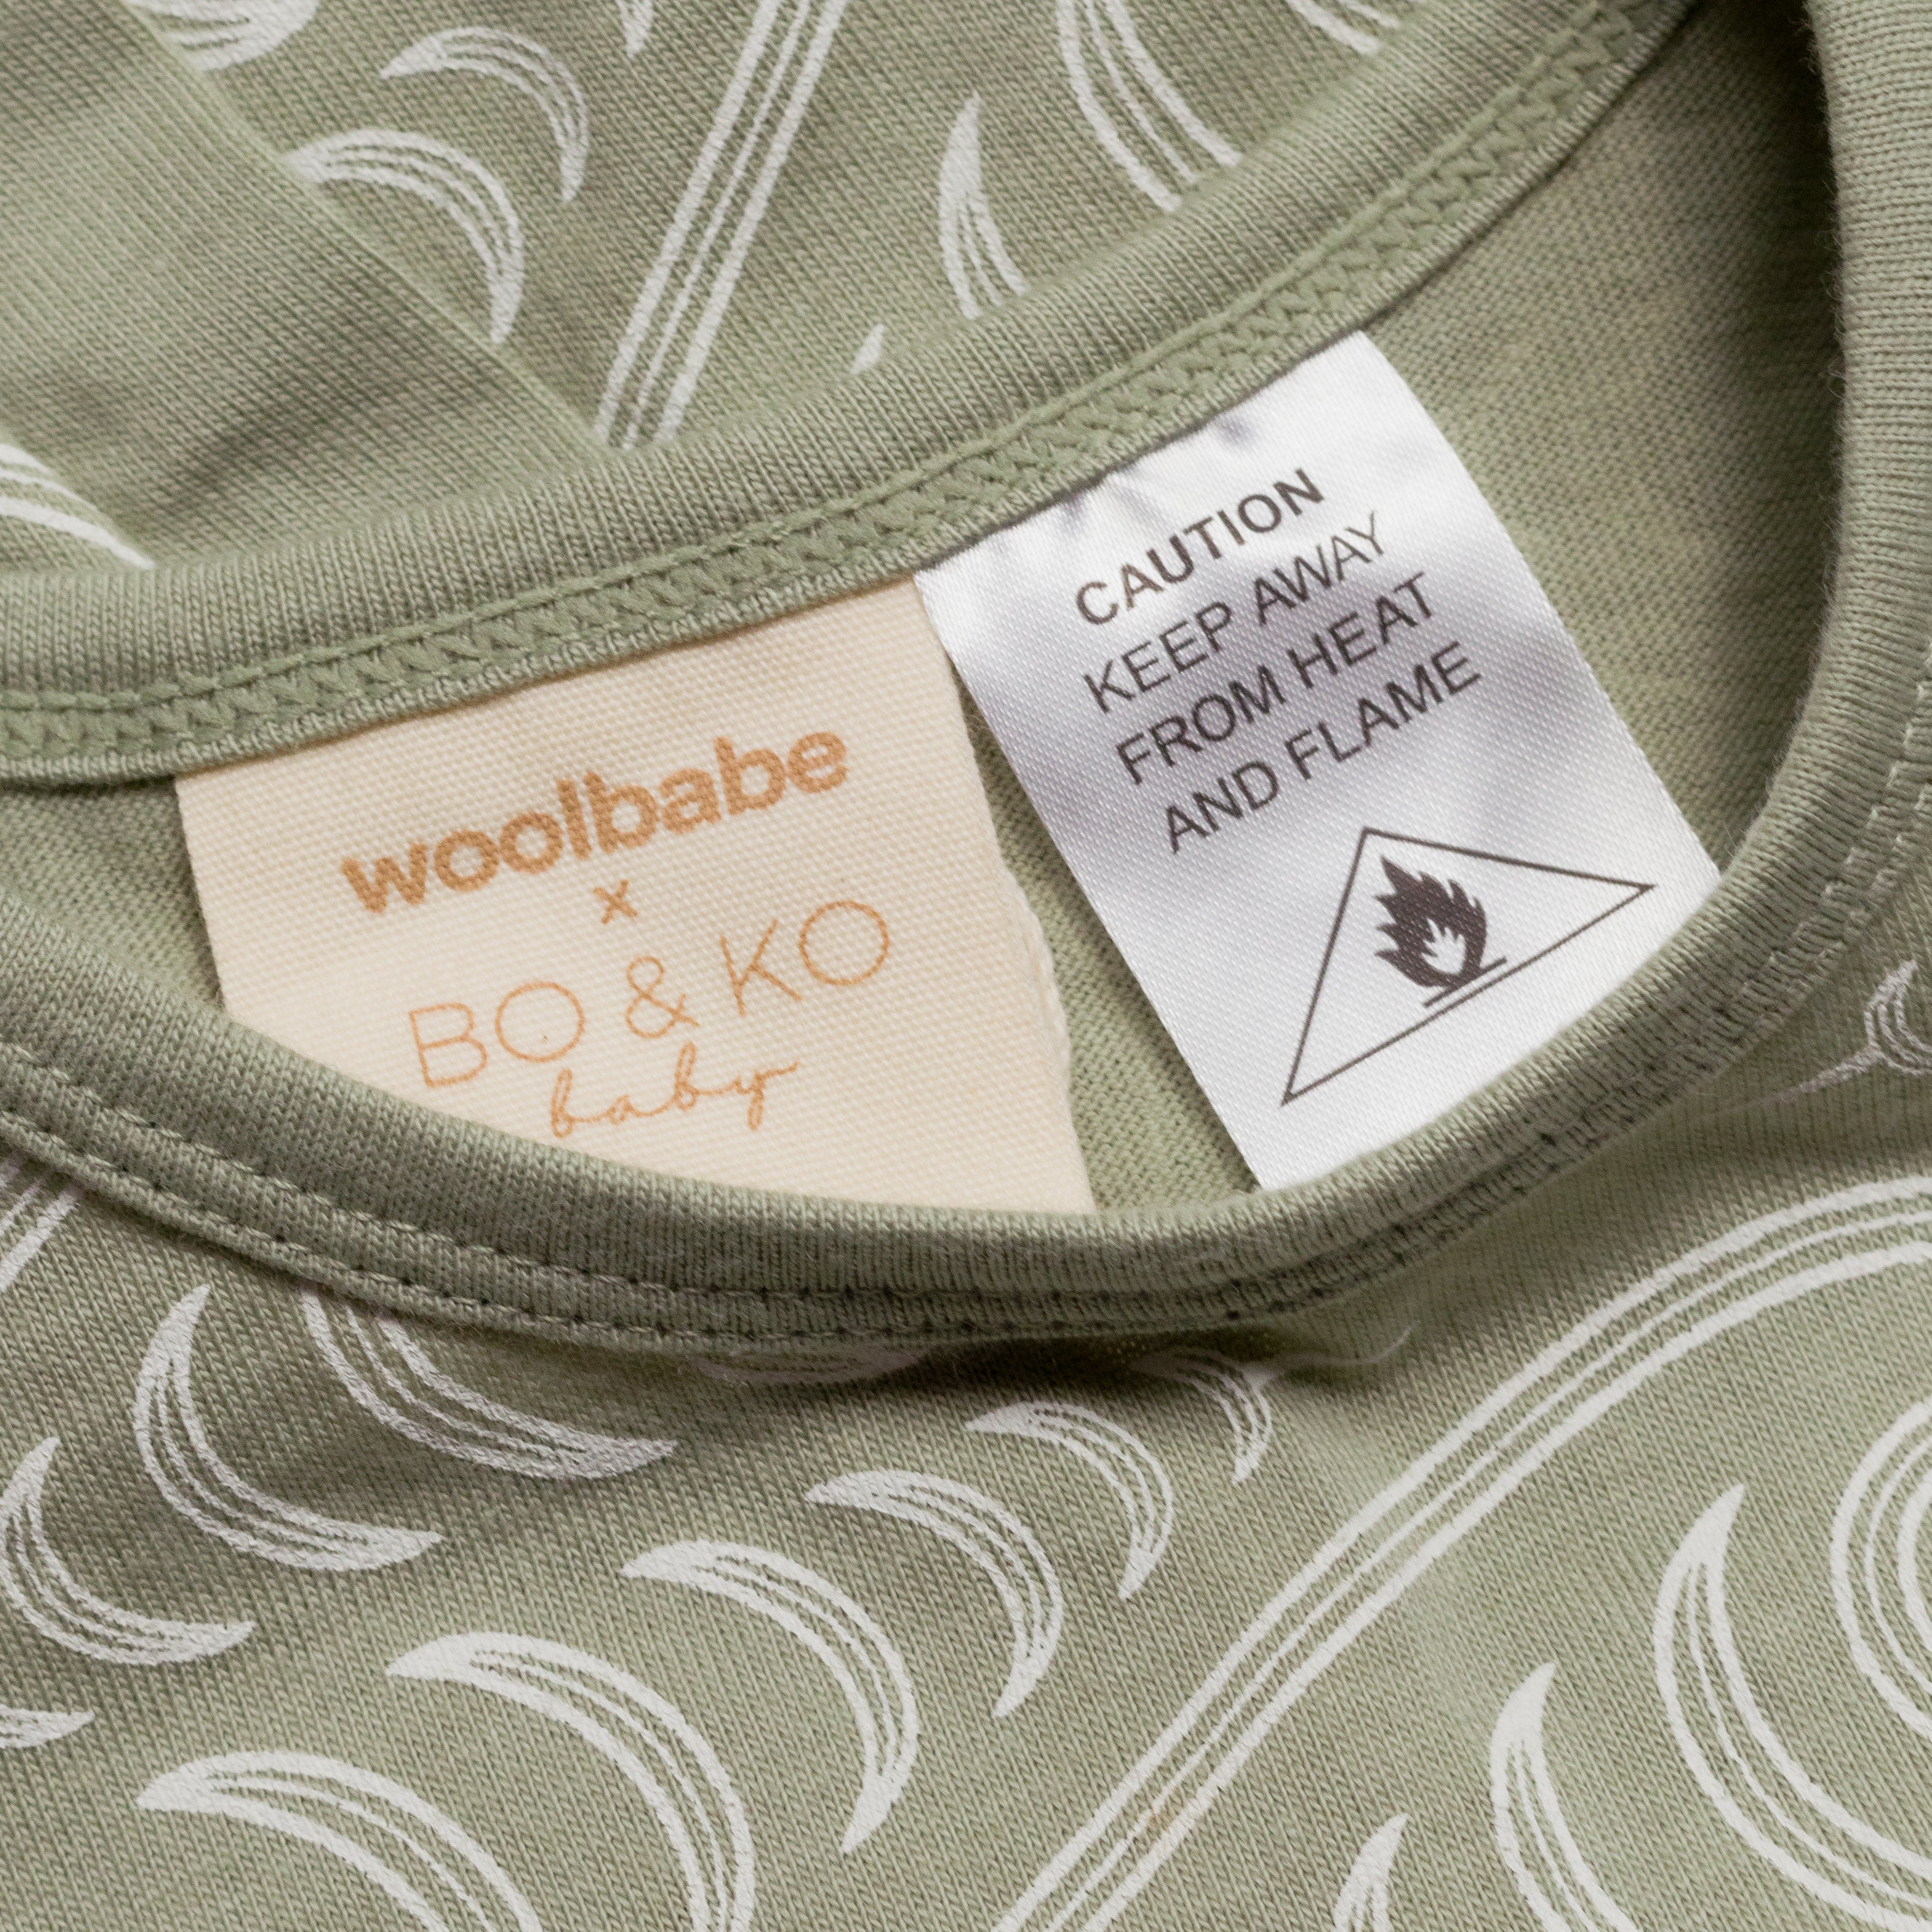 woolbabe
x
BO & KO
baby
CAUTION
KEEP AWAY
FROM HEAT
AND FLAME